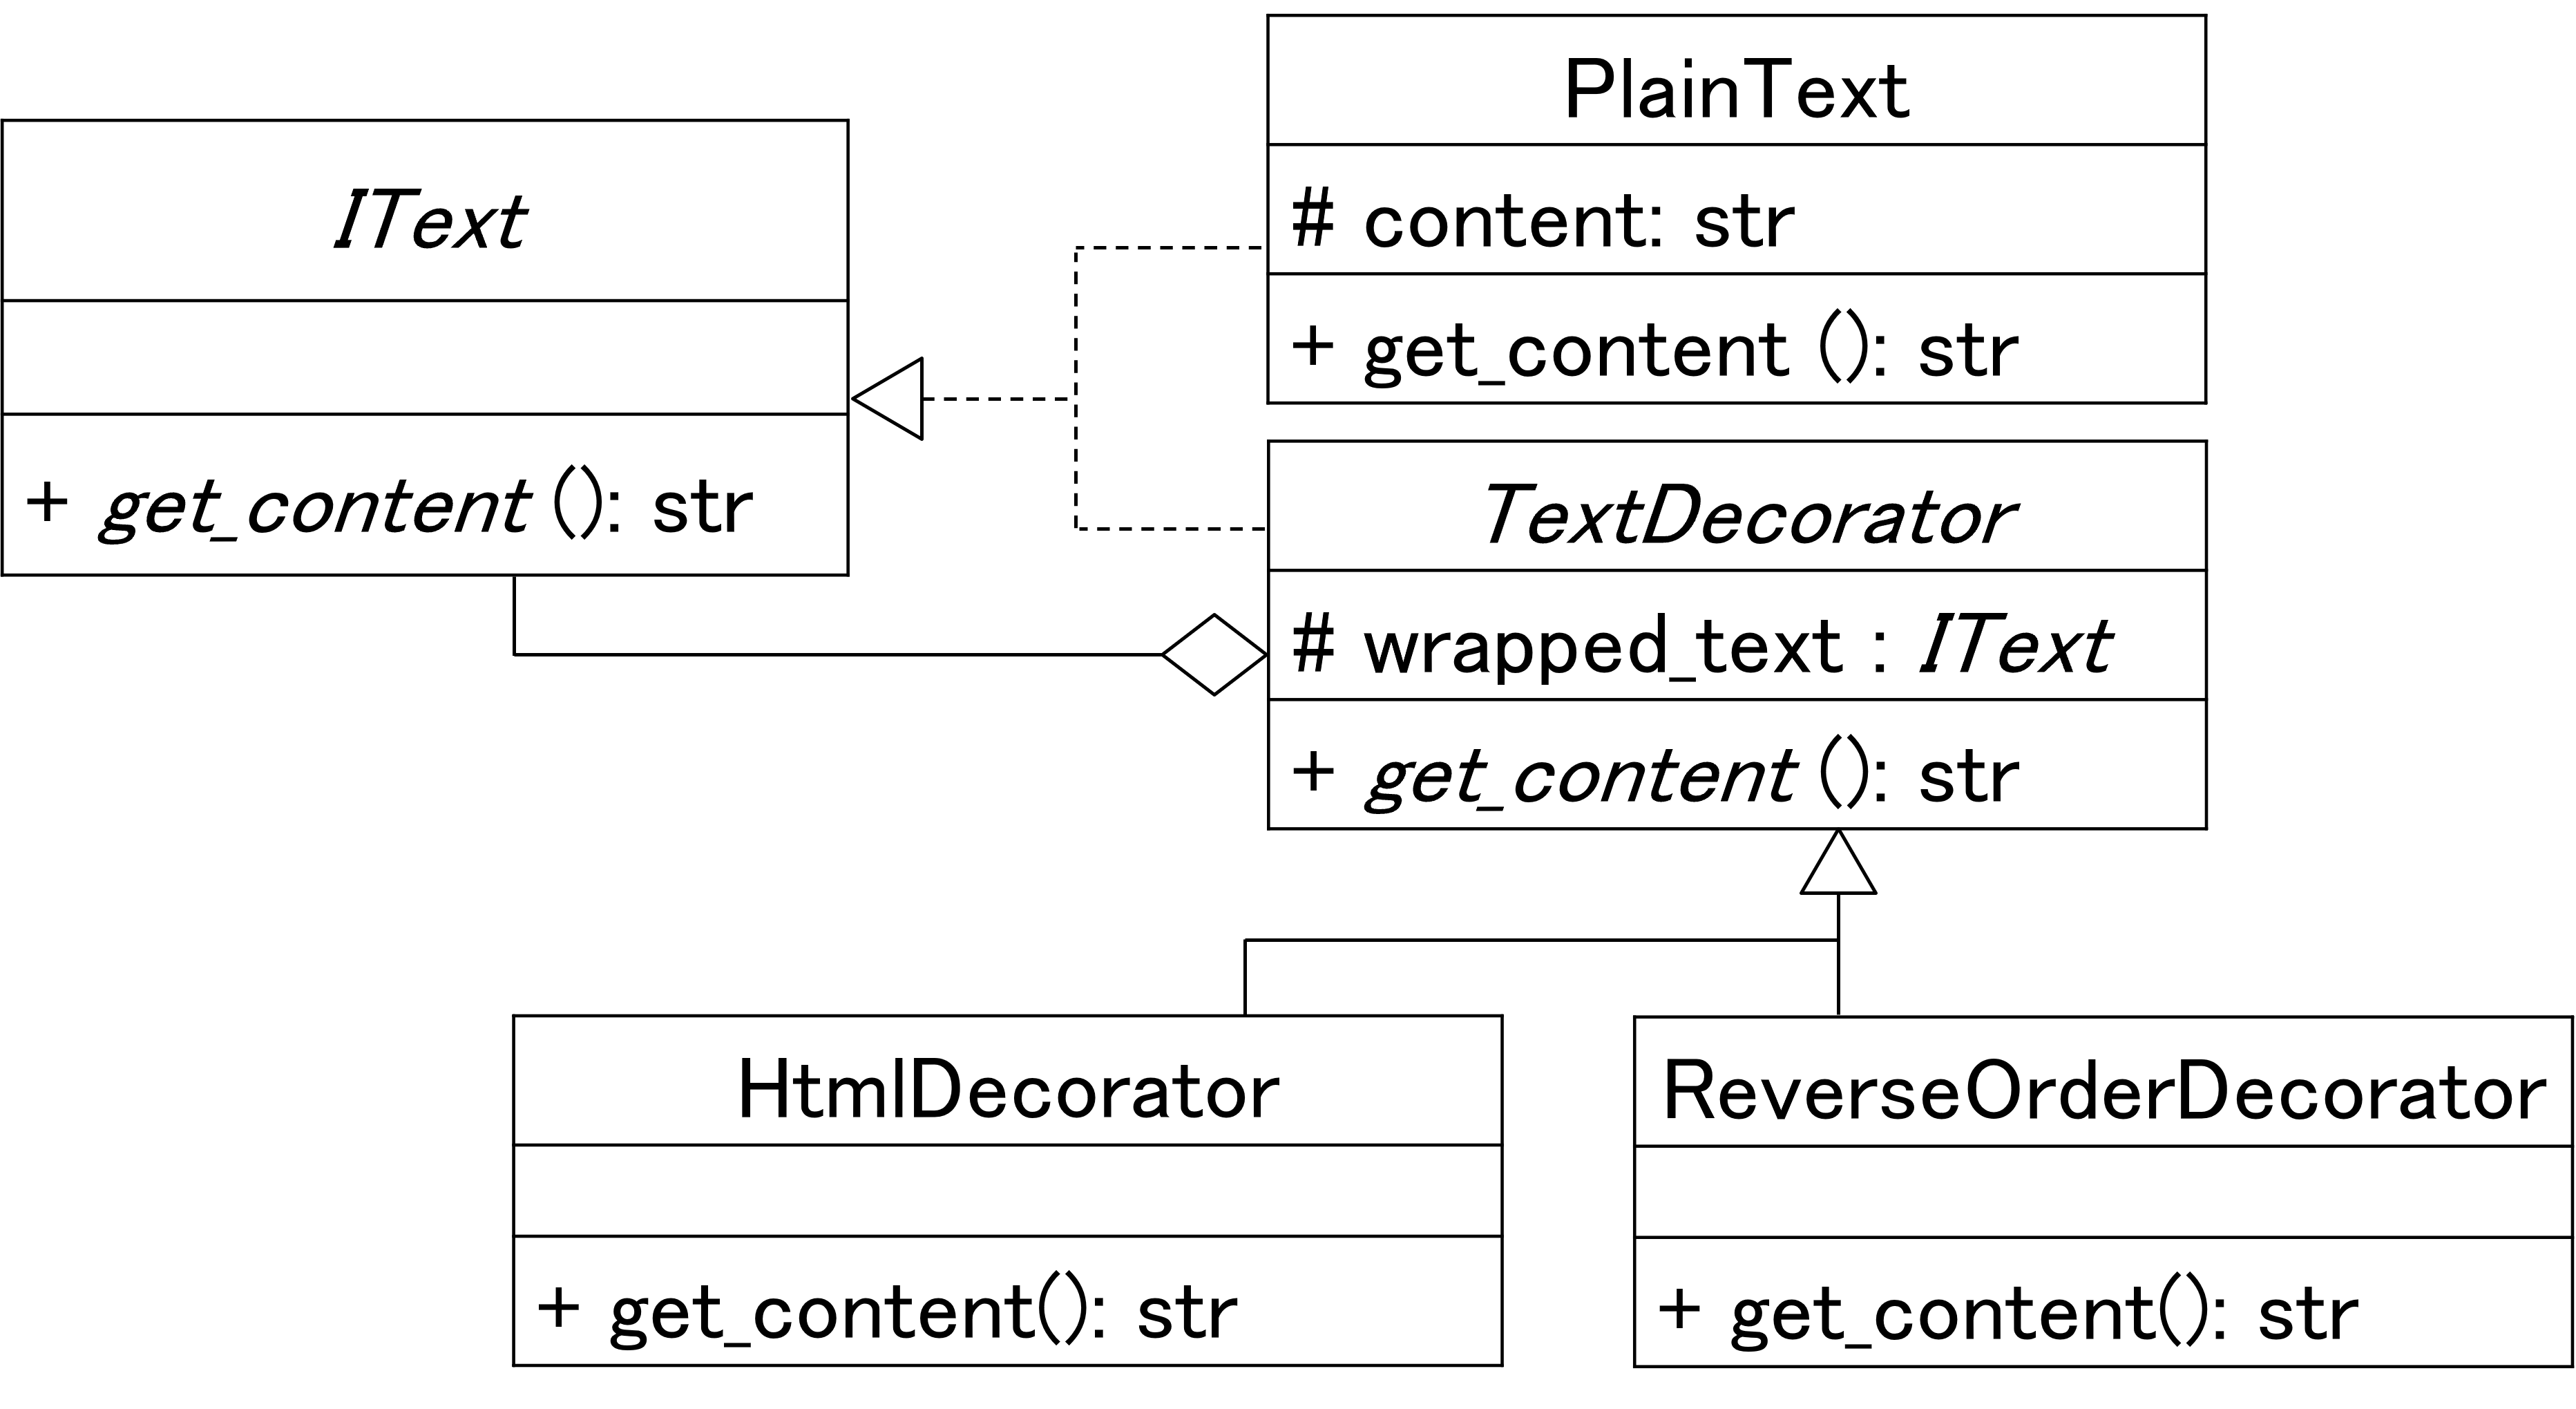 IText
+ get_content (): str
PlainText
# content: str
+ get_content (): str
TextDecorator
# wrapped_text : IText
+ get_content (): str
HtmlDecorator
+ get_content(): str
ReverseOrderDecorator
+ get_content(): str